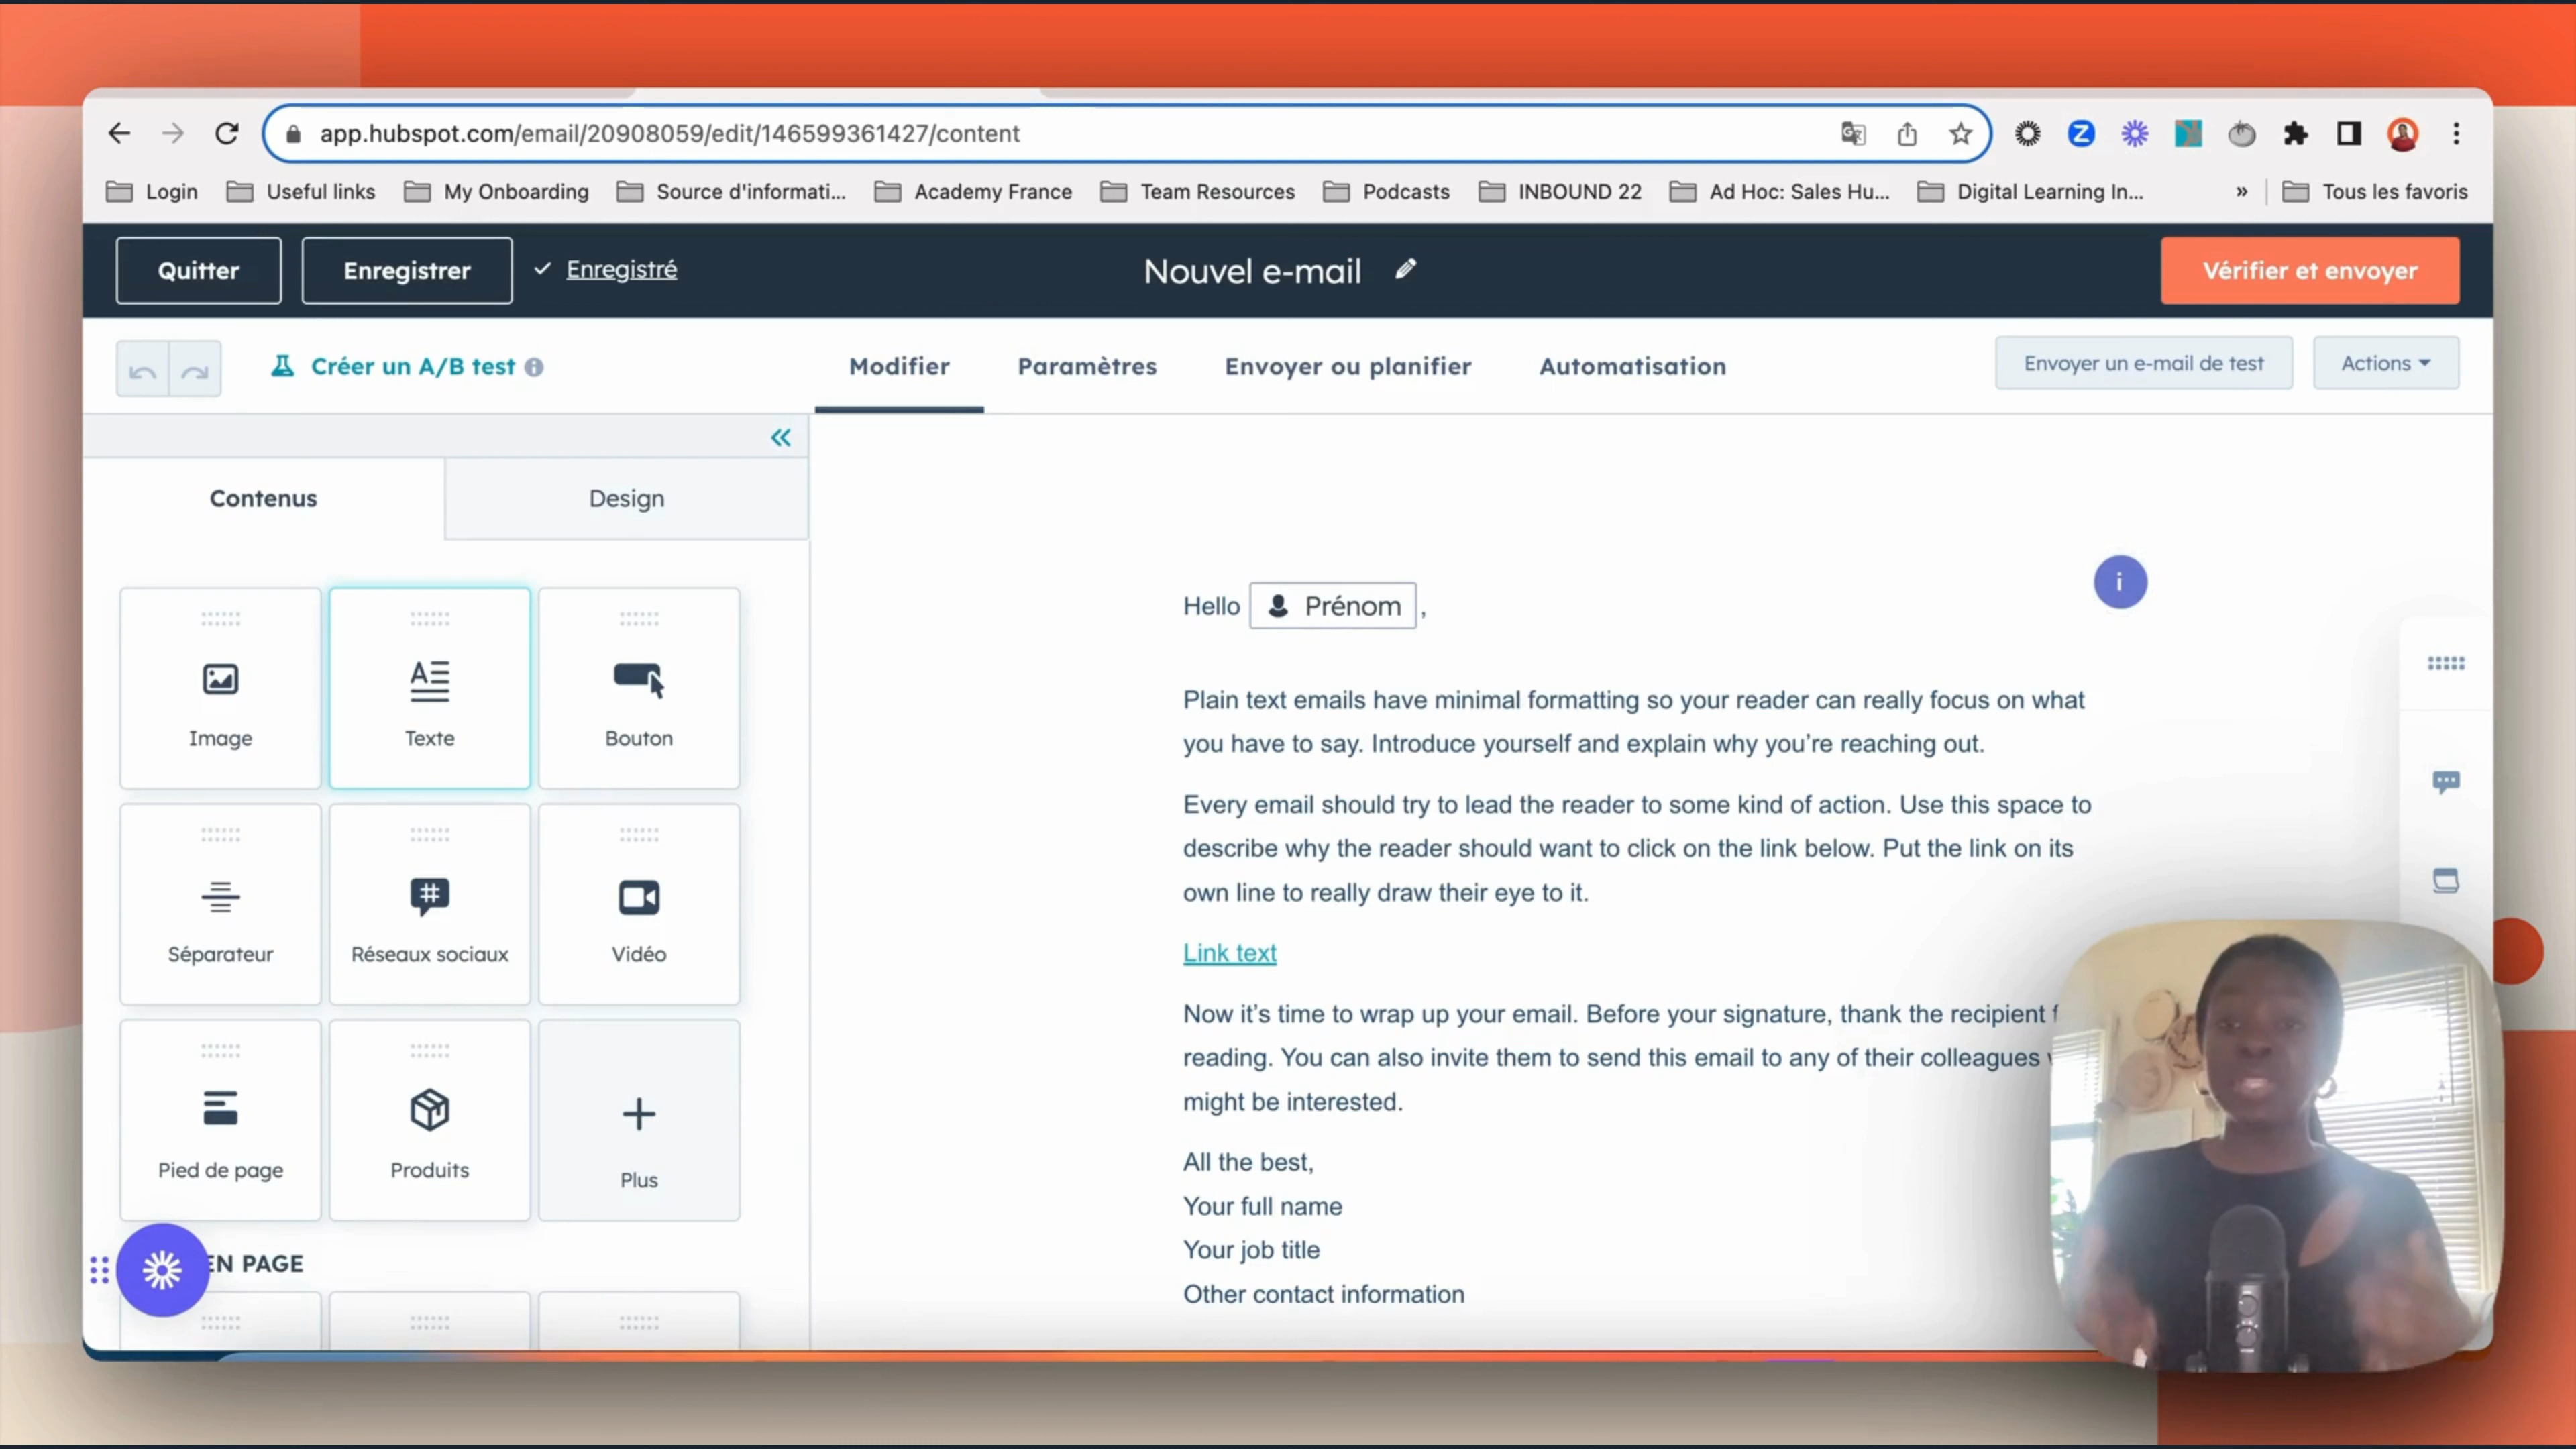 app.hubspot.com/email/20908059/edit/146599361427/content
Login
Useful links
My Onboarding
Source d'informati...
Academy France
Team Resources
Podcasts
INBOUND 22
Ad Hoc: Sales Hu...
Digital Learning In...
»
Tous les favoris
Quitter
Enregistrer
Enregistré
Nouvel e-mail
Vérifier et envoyer
Créer un A/B test
Modifier
Paramètres
Envoyer ou planifier
Automatisation
Envoyer un e-mail de test
Actions
Contenus
Design
Image
Texte
Bouton
Séparateur
Réseaux sociaux
Vidéo
Pied de page
Produits
Plus
EN PAGE
Hello Prénom ,
Plain text emails have minimal formatting so your reader can really focus on what
you have to say. Introduce yourself and explain why you’re reaching out.
Every email should try to lead the reader to some kind of action. Use this space to
describe why the reader should want to click on the link below. Put the link on its
own line to really draw their eye to it.
Link text
Now it’s time to wrap up your email. Before your signature, thank the recipient
reading. You can also invite them to send this email to any of their colleagues
might be interested.
All the best,
Your full name
Your job title
Other contact information